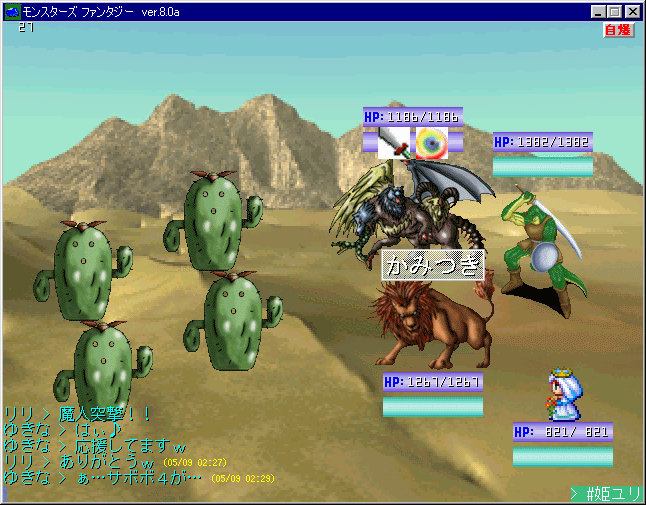 モンスターズ ファンタジー ver.8.0a
27
自爆
HP:1186/1186
HP:1382/1382
かみつき
HP:1267/1267
HP: 821/ 821
リリ > 魔人突撃！！
ゆきな > はぃ♪
ゆきな > 応援してますｗ
リリ > ありがとうｗ (05/09 02:27)
ゆきな > ぁ…サボボ４が… (05/09 02:29)
> #姫ユリ